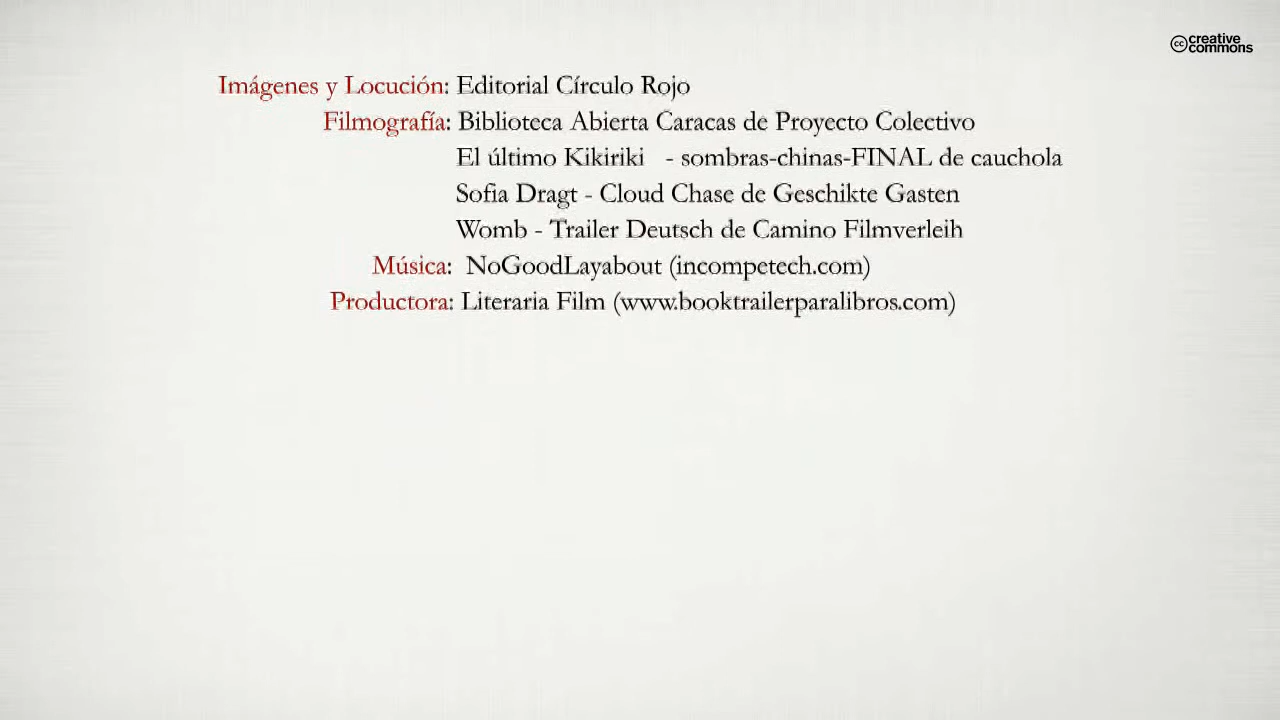 creative
commons
Imágenes y Locución: Editorial Círculo Rojo
Filmografía: Biblioteca Abierta Caracas de Proyecto Colectivo
El último Kikiriki - sombras-chinas-FINAL de cauchola
Sofia Dragt - Cloud Chase de Geschikte Gasten
Womb - Trailer Deutsch de Camino Filmverleih
Música: NoGoodLayabout (incompetech.com)
Productora: Literaria Film (www.booktrailerparalibros.com)